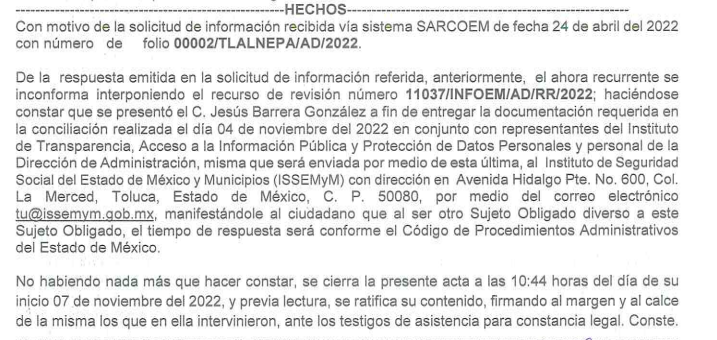 ----------HECHOS----------
Con motivo de la solicitud de información recibida vía sistema SARCOEM de fecha 24 de abril del 2022
con número de folio 00002/TLALNEPA/AD/2022.
De la respuesta emitida en la solicitud de información referida, anteriormente, el ahora recurrente se
inconforma interponiendo el recurso de revisión número 11037/INFOEM/AD/RR/2022; haciéndose
constar que se presentó el C. Jesús Barrera González a fin de entregar la documentación requerida en
la conciliación realizada el día 04 de noviembre del 2022 en conjunto con representantes del Instituto
de Transparencia, Acceso a la Información Pública y Protección de Datos Personales y personal de la
Dirección de Administración, misma que será enviada por medio de esta última, al Instituto de Seguridad
Social del Estado de México y Municipios (ISSEMyM) con dirección en Avenida Hidalgo Pte. No. 600, Col.
La Merced, Toluca, Estado de México, C. P. 50080, por medio del correo electrónico
tu@issemym.gob.mx, manifestándole al ciudadano que al ser otro Sujeto Obligado diverso a este
Sujeto Obligado, el tiempo de respuesta será conforme el Código de Procedimientos Administrativos
del Estado de México.
No habiendo nada más que hacer constar, se cierra la presente acta a las 10:44 horas del día de su
inicio 07 de noviembre del 2022, y previa lectura, se ratifica su contenido, firmando al margen y al calce
de la misma los que en ella intervinieron, ante los testigos de asistencia para constancia legal. Conste.